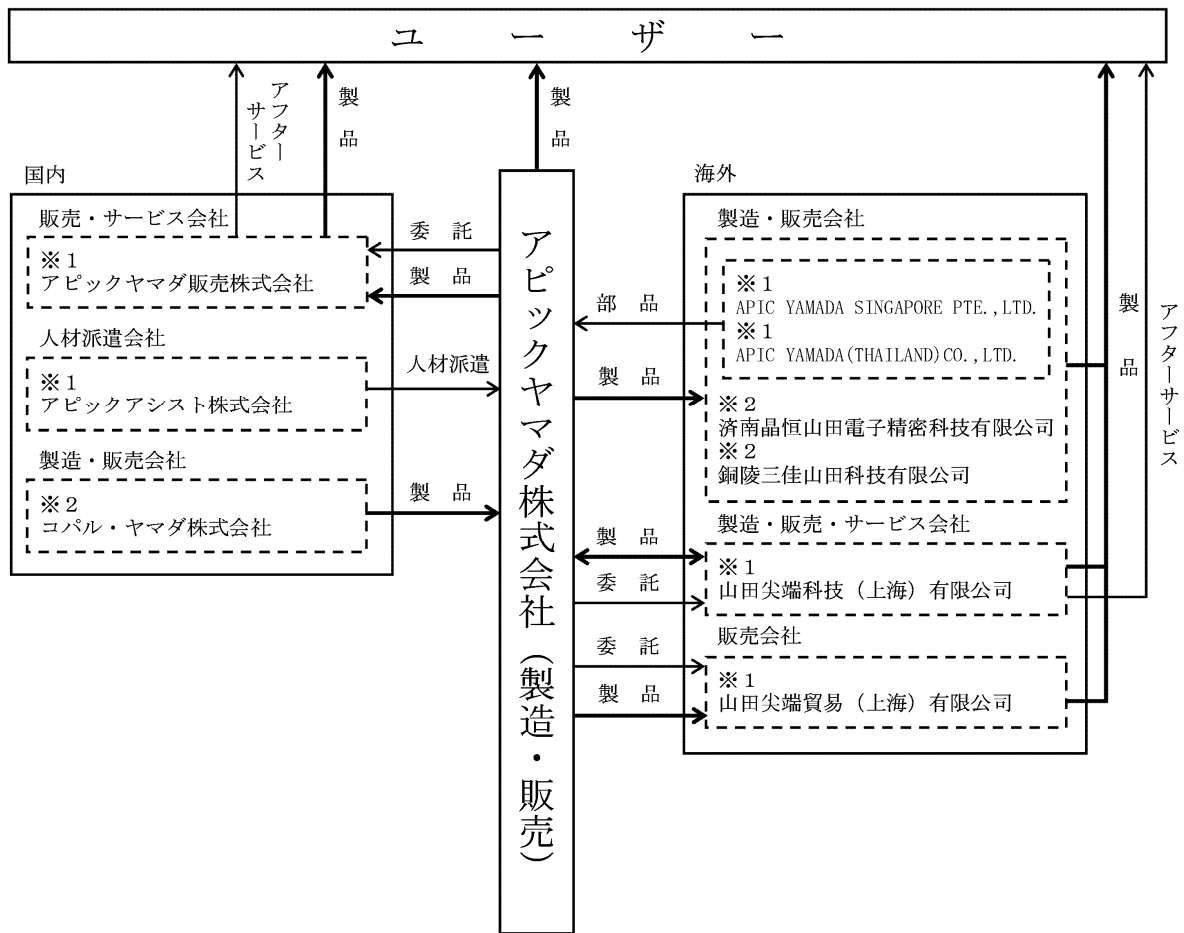 ユーザー
アフター
サービス
製品
製品
製品
アフターサービス
国内
販売・サービス会社
※1
アピックヤマダ販売株式会社
人材派遣会社
※1
アピックアシスト株式会社
製造・販売会社
※2
コパル・ヤマダ株式会社
委託
製品
人材派遣
製品
アピックヤマダ株式会社（製造・販売）
部品
製品
製品
委託
委託
製品
海外
製造・販売会社
※1
APIC YAMADA SINGAPORE PTE.,LTD.
※1
APIC YAMADA(THAILAND)CO.,LTD.
※2
済南晶恒山田電子精密科技有限公司
※2
銅陵三佳山田科技有限公司
製造・販売・サービス会社
※1
山田尖端科技（上海）有限公司
販売会社
※1
山田尖端貿易（上海）有限公司